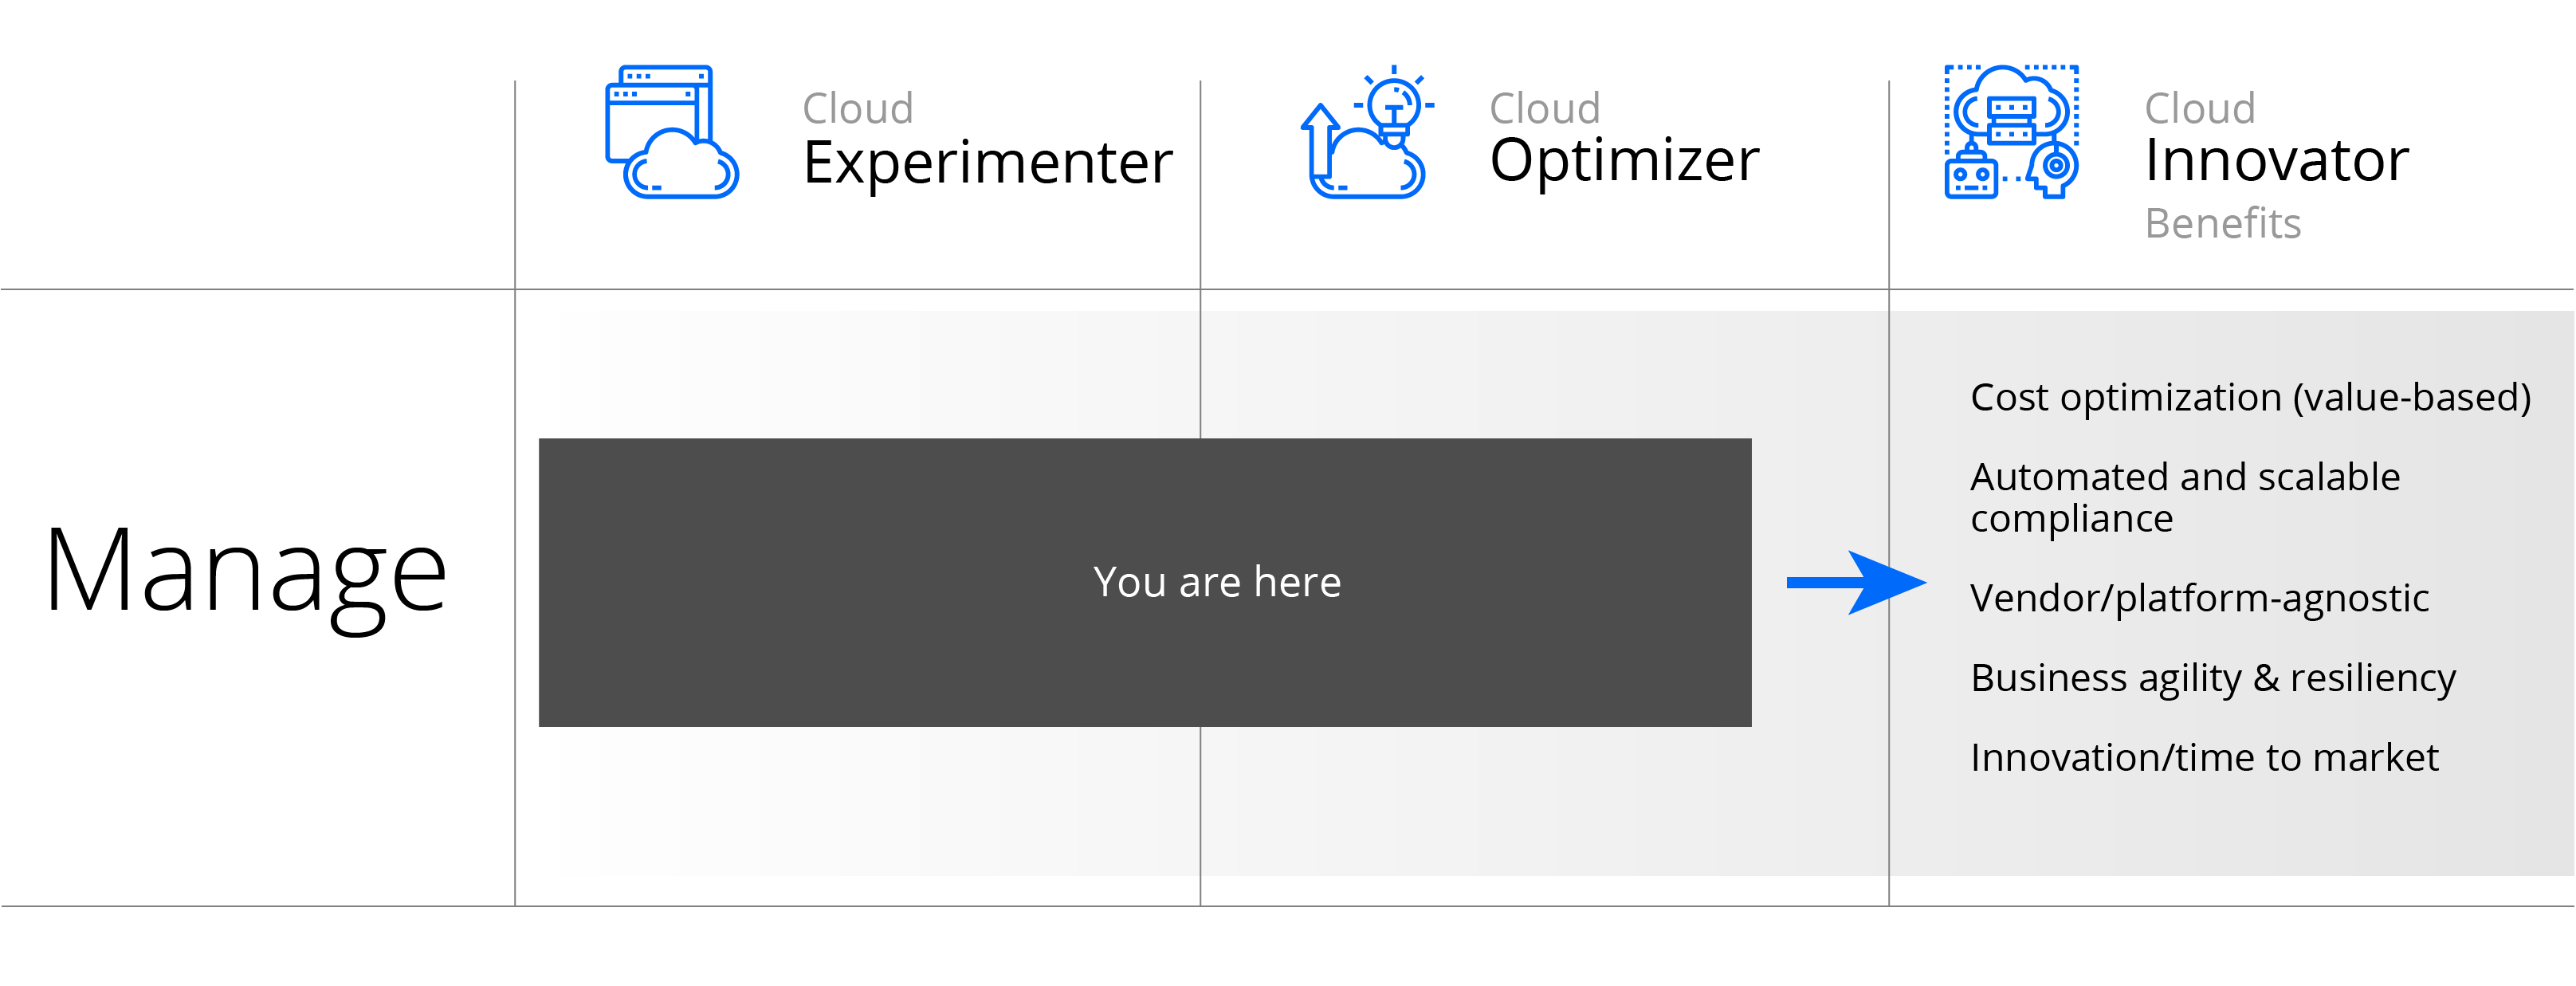 Cloud
Experimenter
Cloud
Optimizer
Cloud
Innovator
Benefits
Manage
You are here
Cost optimization (value-based)
Automated and scalable
compliance
Vendor/platform-agnostic
Business agility & resiliency
Innovation/time to market